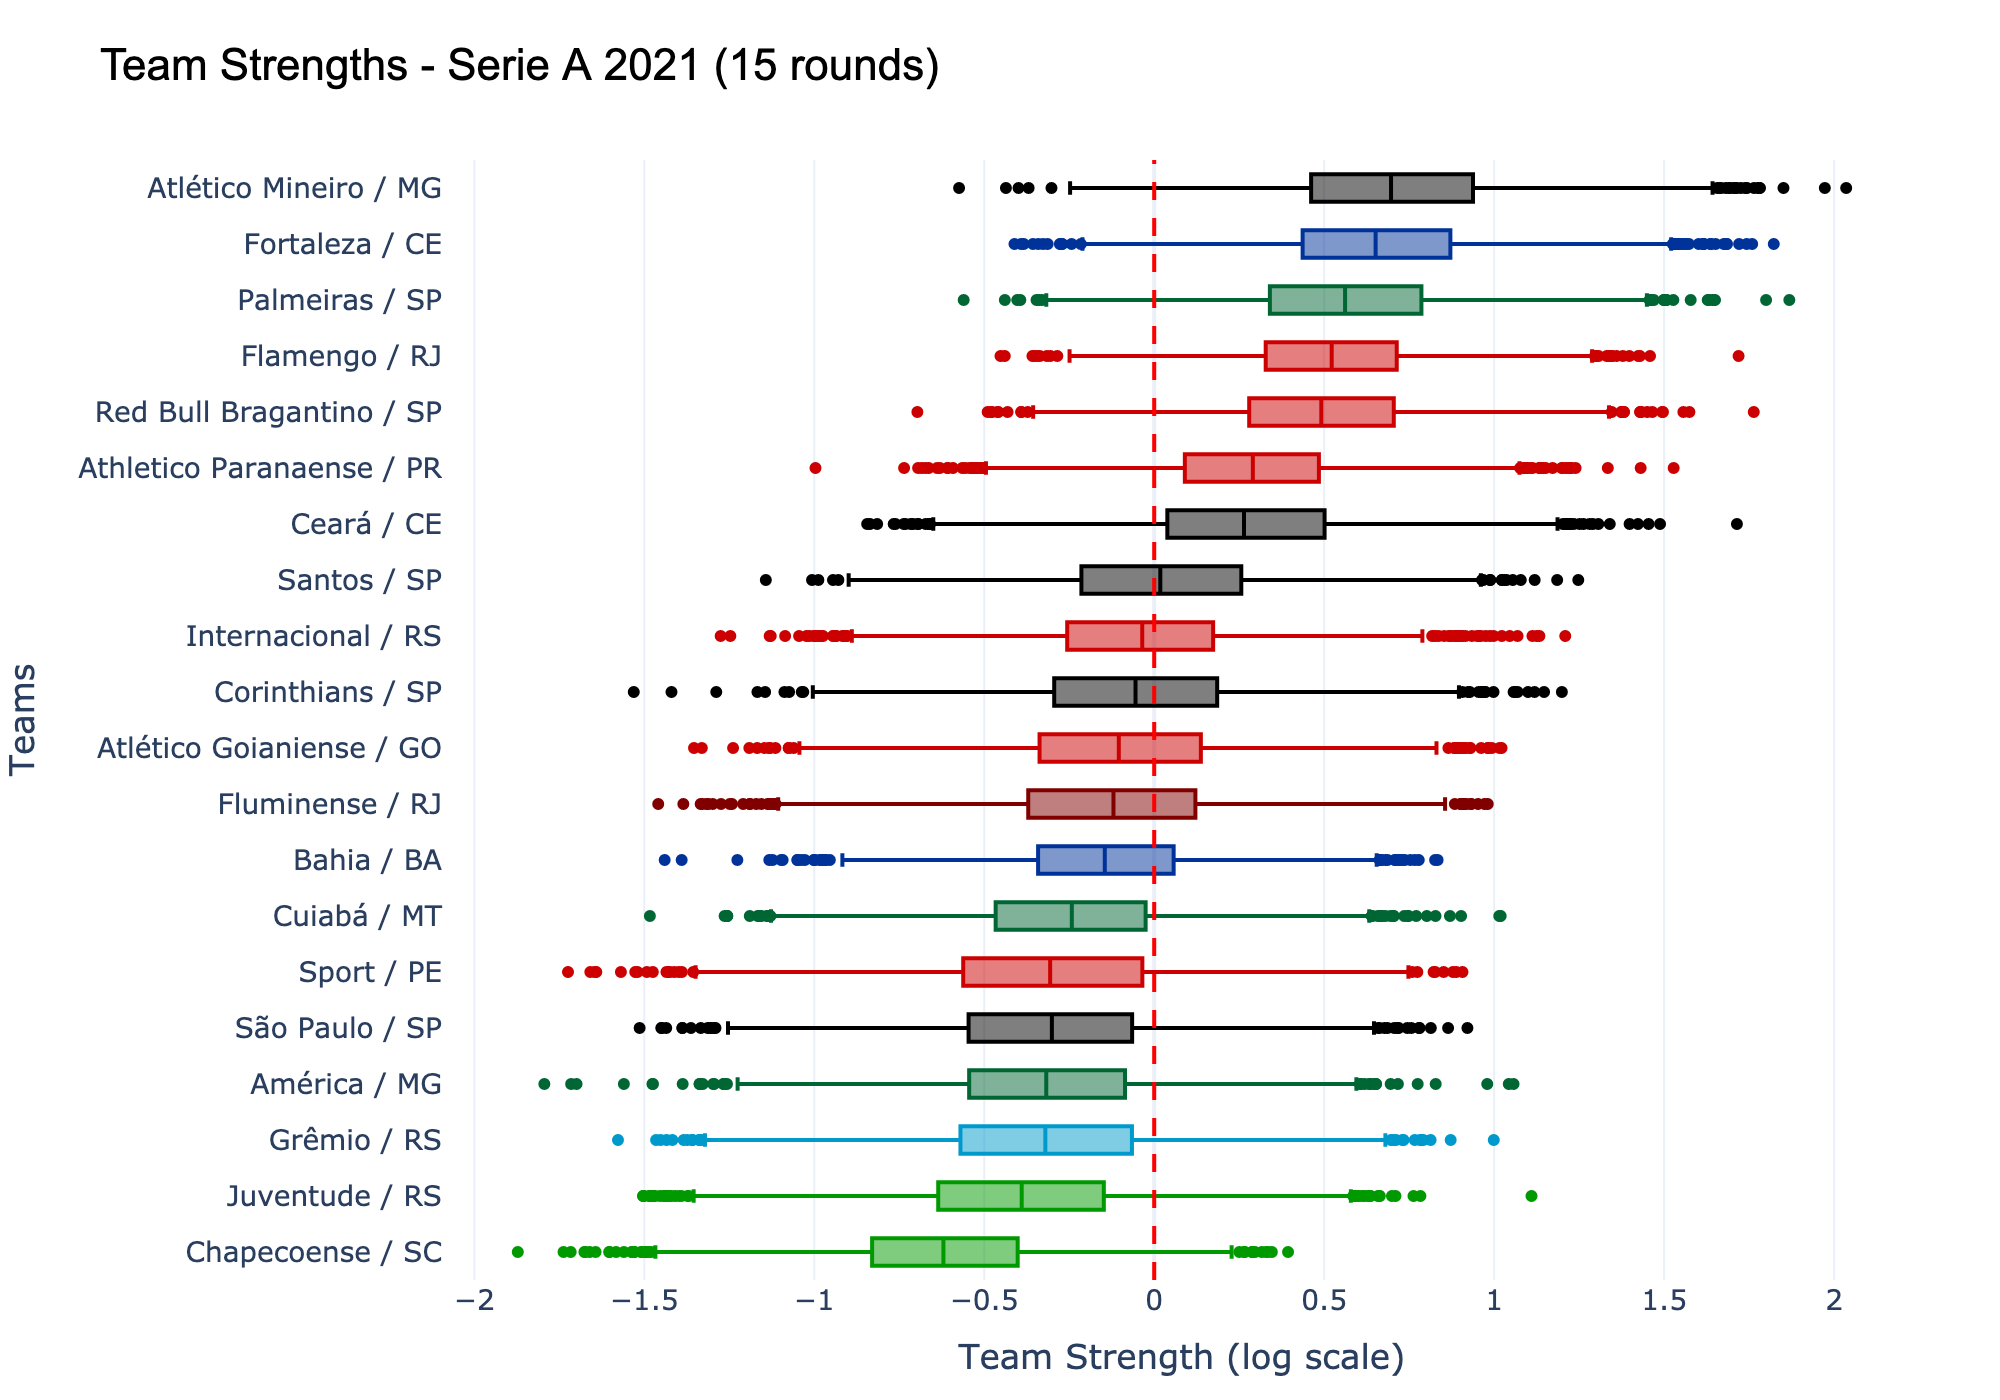 Team Strengths - Serie A 2021 (15 rounds)
Teams
Atlético Mineiro / MG
Fortaleza / CE
Palmeiras / SP
Flamengo / RJ
Red Bull Bragantino / SP
Athletico Paranaense / PR
Ceará / CE
Santos / SP
Internacional / RS
Corinthians / SP
Atlético Goianiense / GO
Fluminense / RJ
Bahia / BA
Cuiabá / MT
Sport / PE
São Paulo / SP
América / MG
Grêmio / RS
Juventude / RS
Chapecoense / SC
−2 −1.5 −1 −0.5 0 0.5 1 1.5 2
Team Strength (log scale)